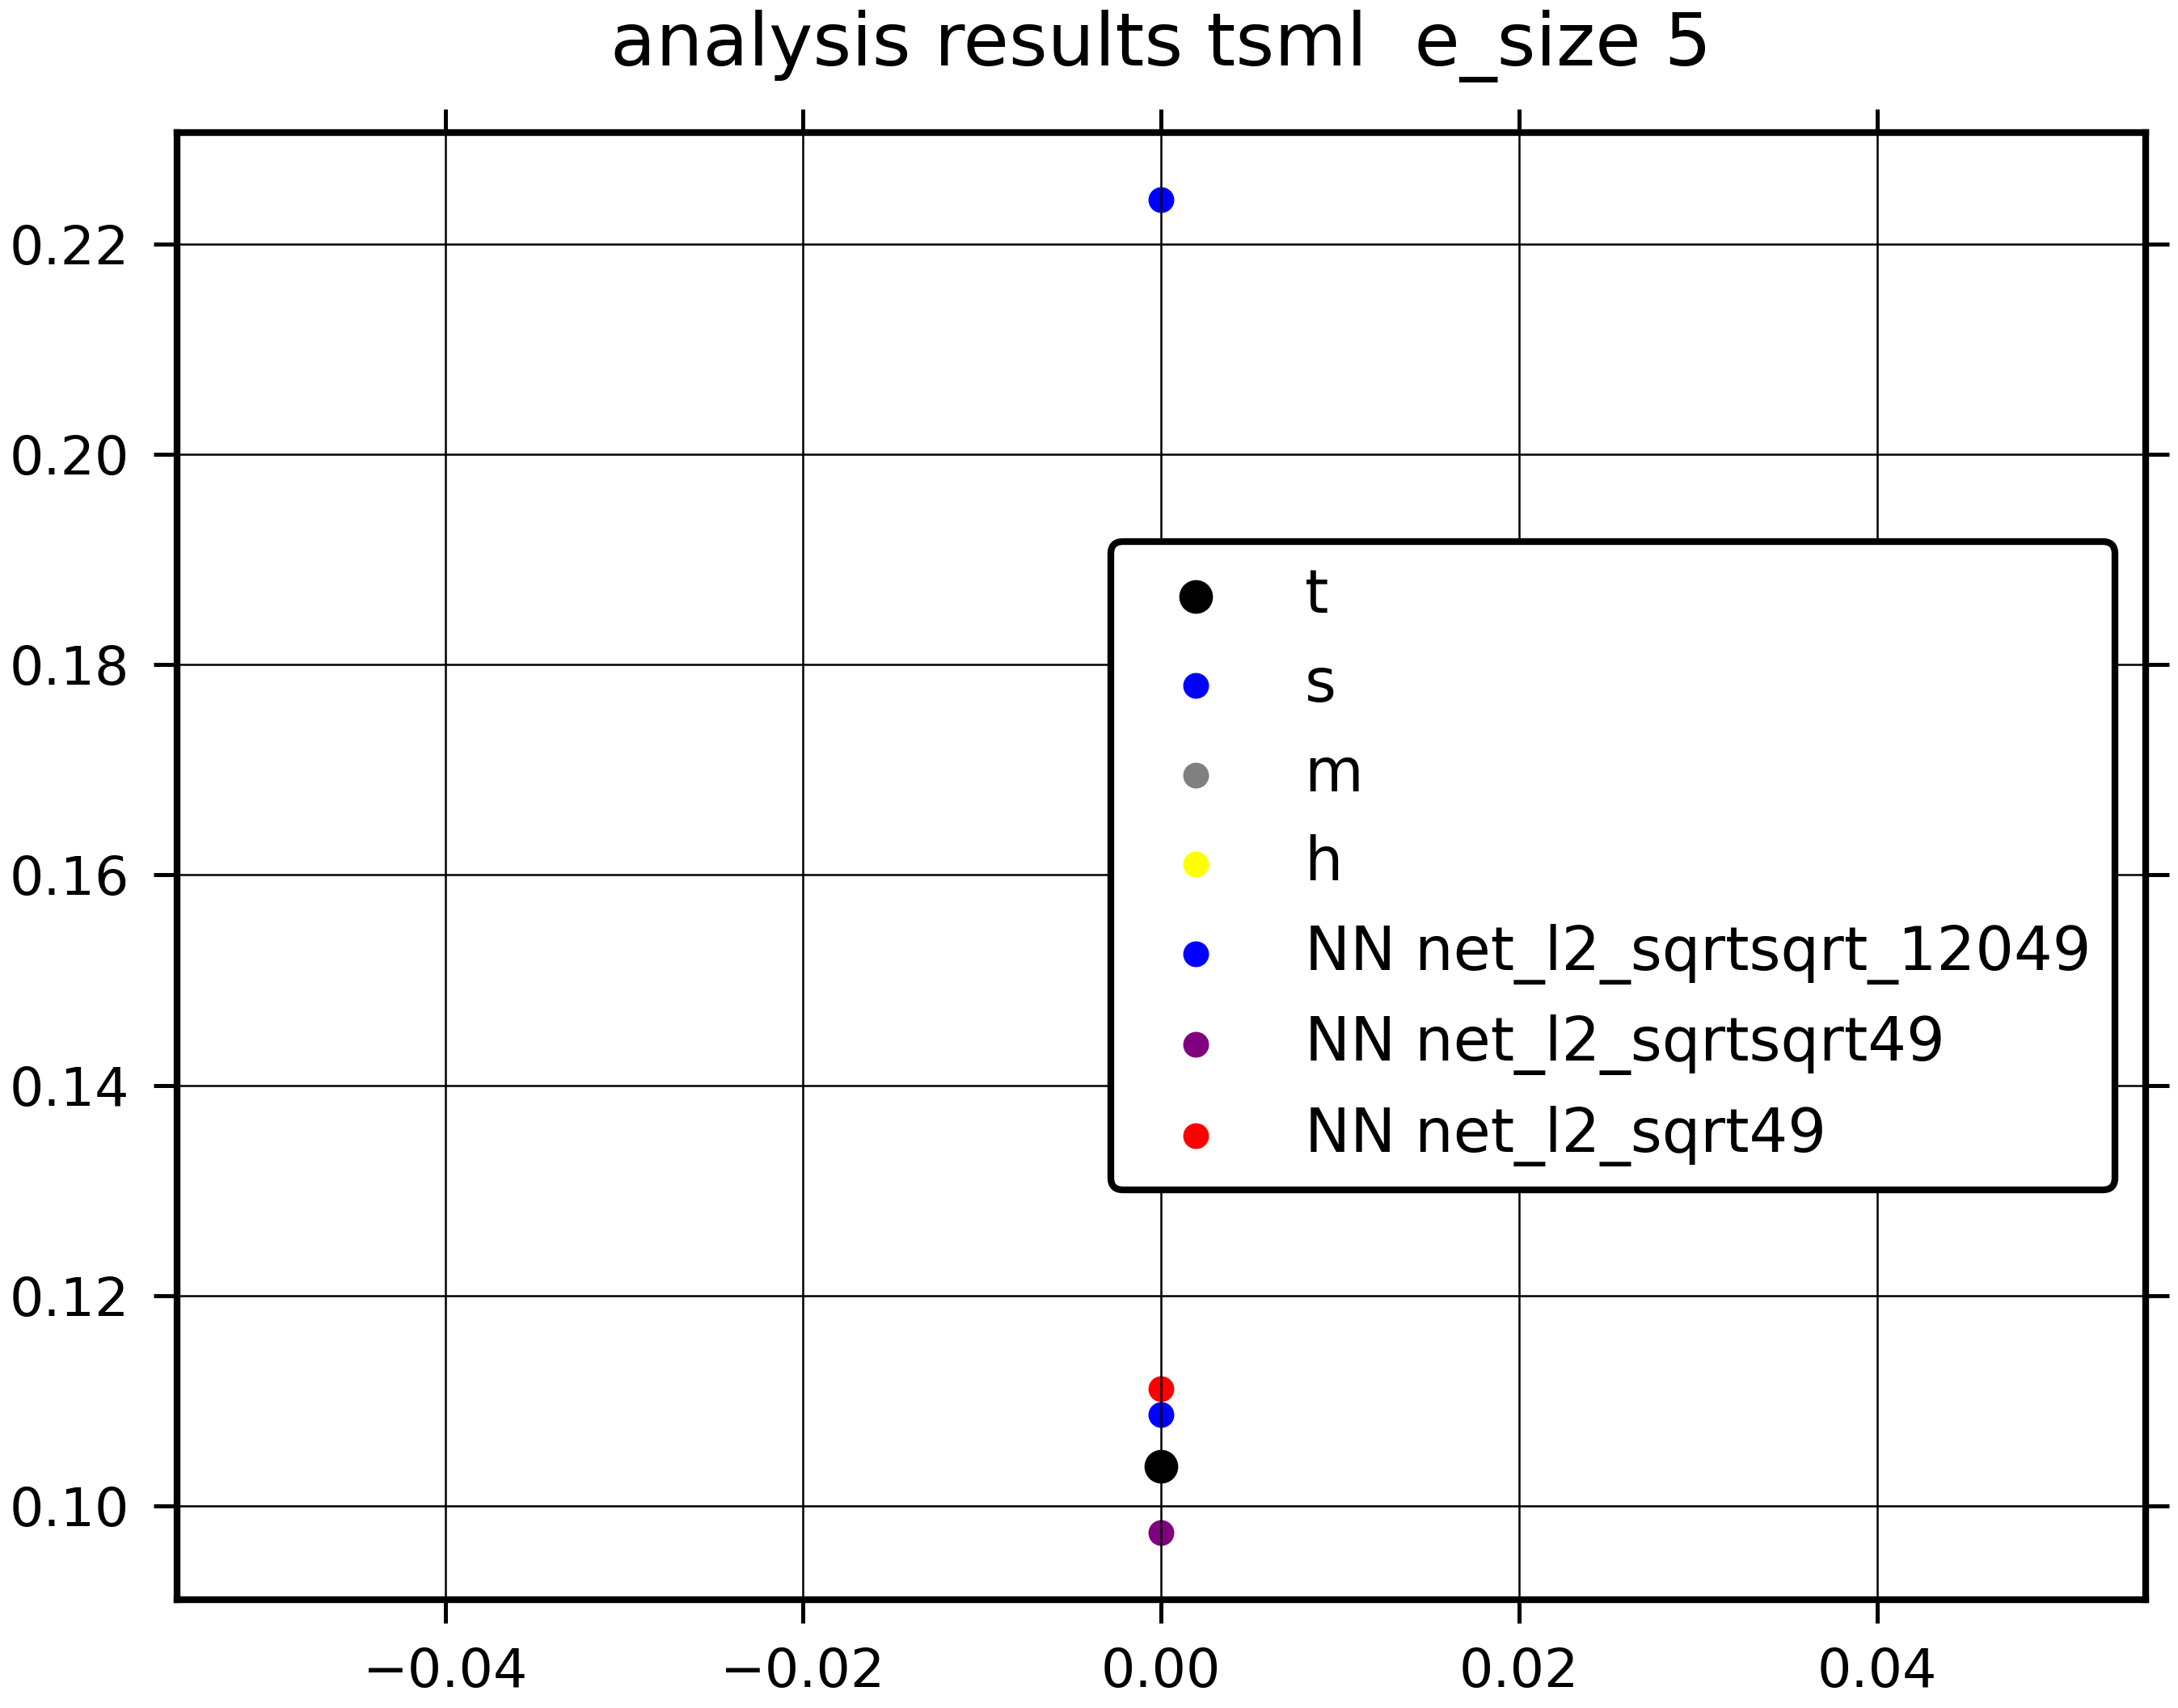 analysis results tsml  e_size 5
0.22
0.20
0.18
0.16
0.14
0.12
0.10
t
s
m
h
NN net_l2_sqrtsqrt_12049
NN net_l2_sqrtsqrt49
NN net_l2_sqrt49
−0.04 −0.02 0.00 0.02 0.04